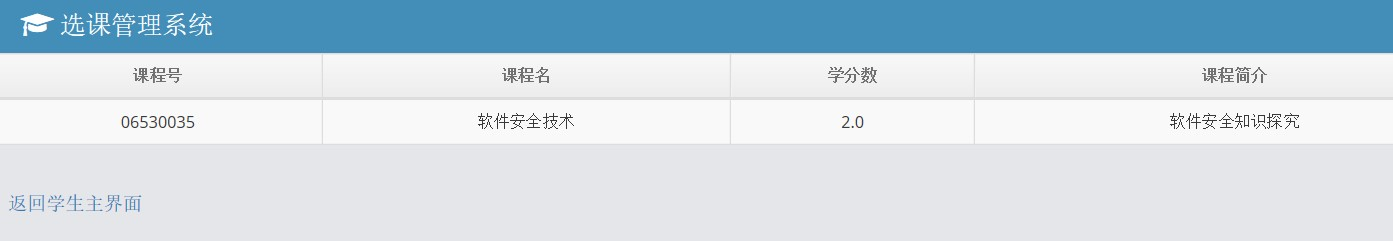 选课管理系统
课程号 课程名 学分数 课程简介
06530035 软件安全技术 2.0 软件安全知识探究
返回学生主界面